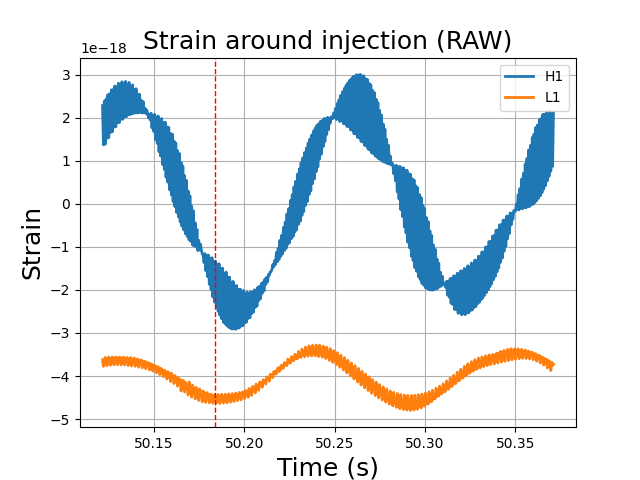 Strain around injection (RAW)
1e−18
H1
L1
3
2
1
0
−1
−2
−3
−4
−5
Strain
50.15 50.20 50.25 50.30 50.35
Time (s)